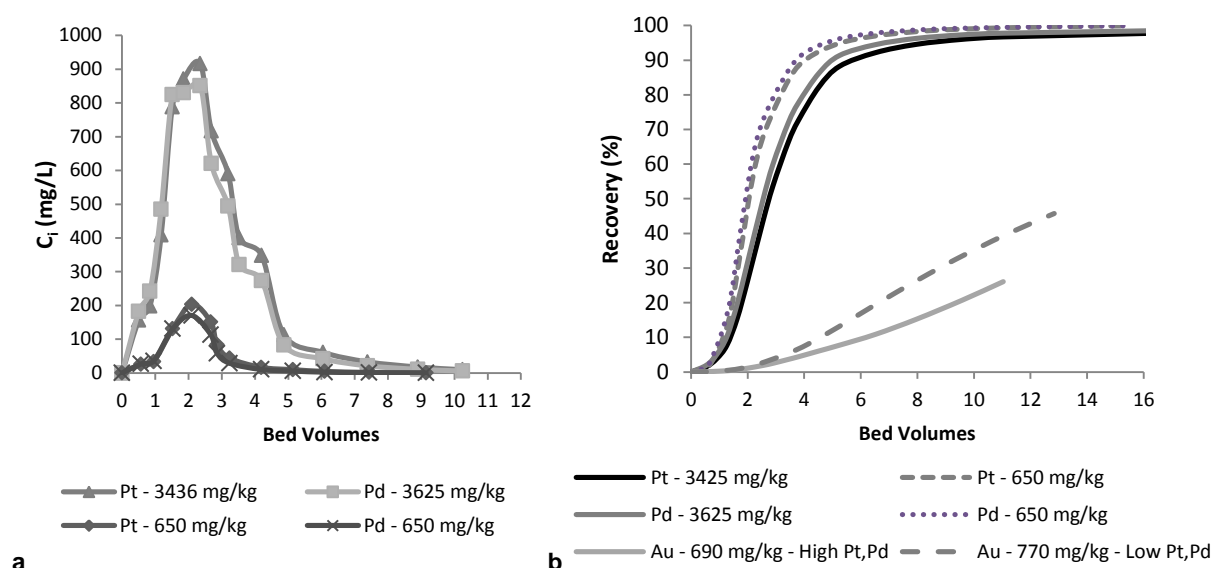 1000
900
800
700
600
500
400
300
200
100
0
C_i (mg/L)
0 1 2 3 4 5 6 7 8 9 10 11 12
Bed Volumes
Pt - 3436 mg/kg
Pd - 3625 mg/kg
Pt - 650 mg/kg
Pd - 650 mg/kg
a
100
90
80
70
60
50
40
30
20
10
0
Recovery (%)
0 2 4 6 8 10 12 14 16
Bed Volumes
Pt - 3425 mg/kg
Pt - 650 mg/kg
Pd - 3625 mg/kg
Pd - 650 mg/kg
Au - 690 mg/kg - High Pt,Pd
Au - 770 mg/kg - Low Pt,Pd
b